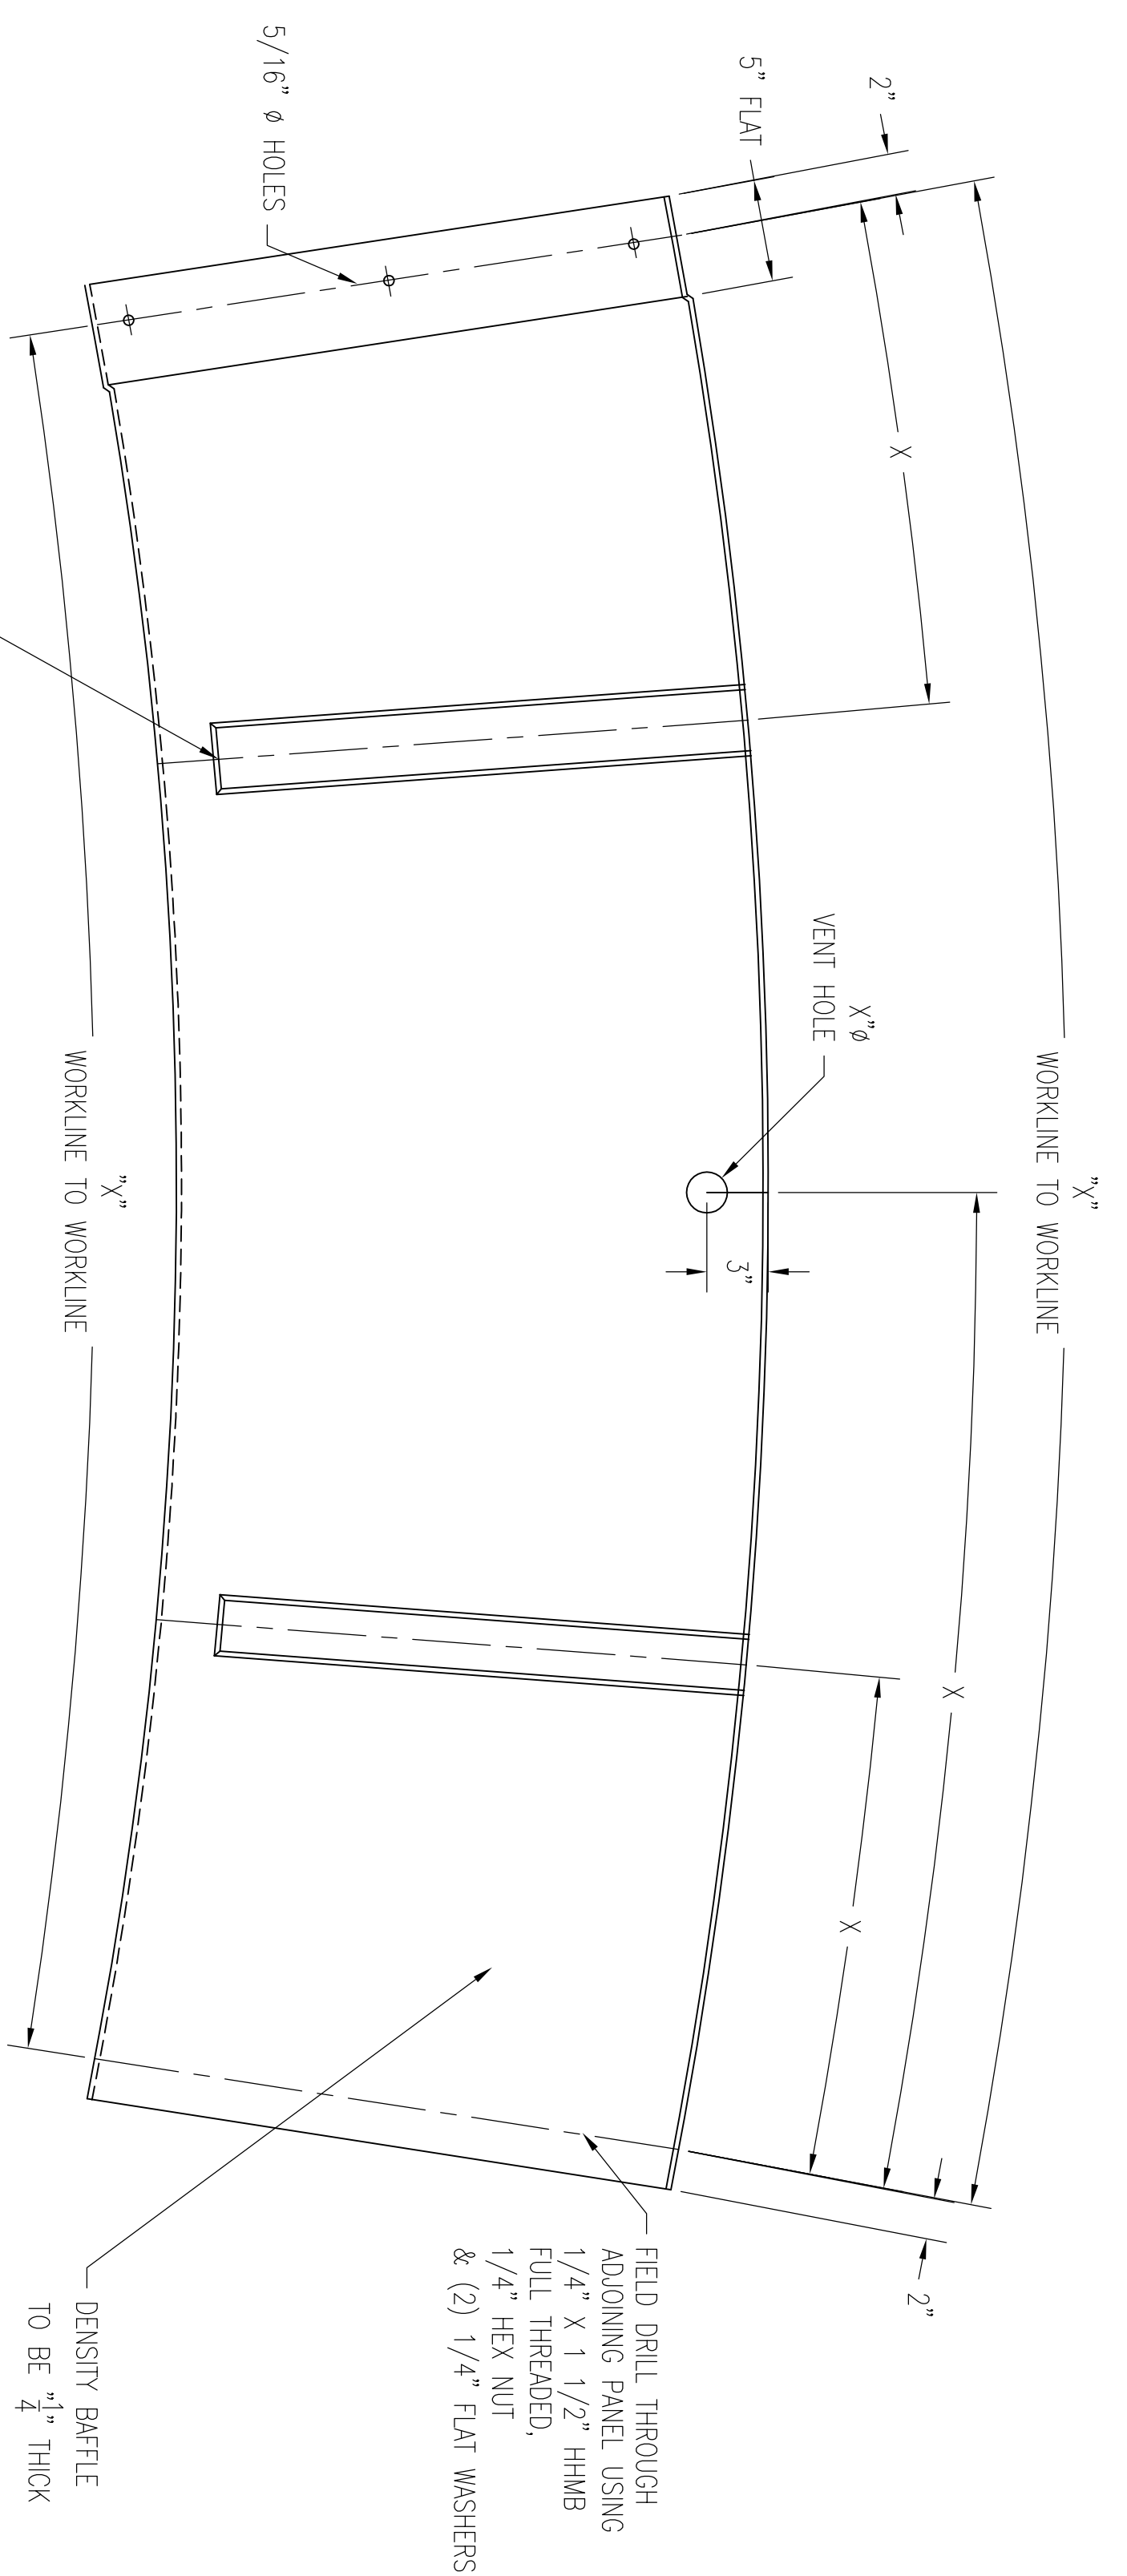 "X"
WORKLINE TO WORKLINE
2"
5" FLAT
X
X
X
2"
X"ø
VENT HOLE
3"
5/16" ø HOLES
FIELD DRILL THROUGH
ADJOINING PANEL USING
1/4" X 1 1/2" HHMB
FULL THREADED,
1/4" HEX NUT
& (2) 1/4" FLAT WASHERS
"X"
WORKLINE TO WORKLINE
DENSITY BAFFLE
TO BE "1/4" THICK